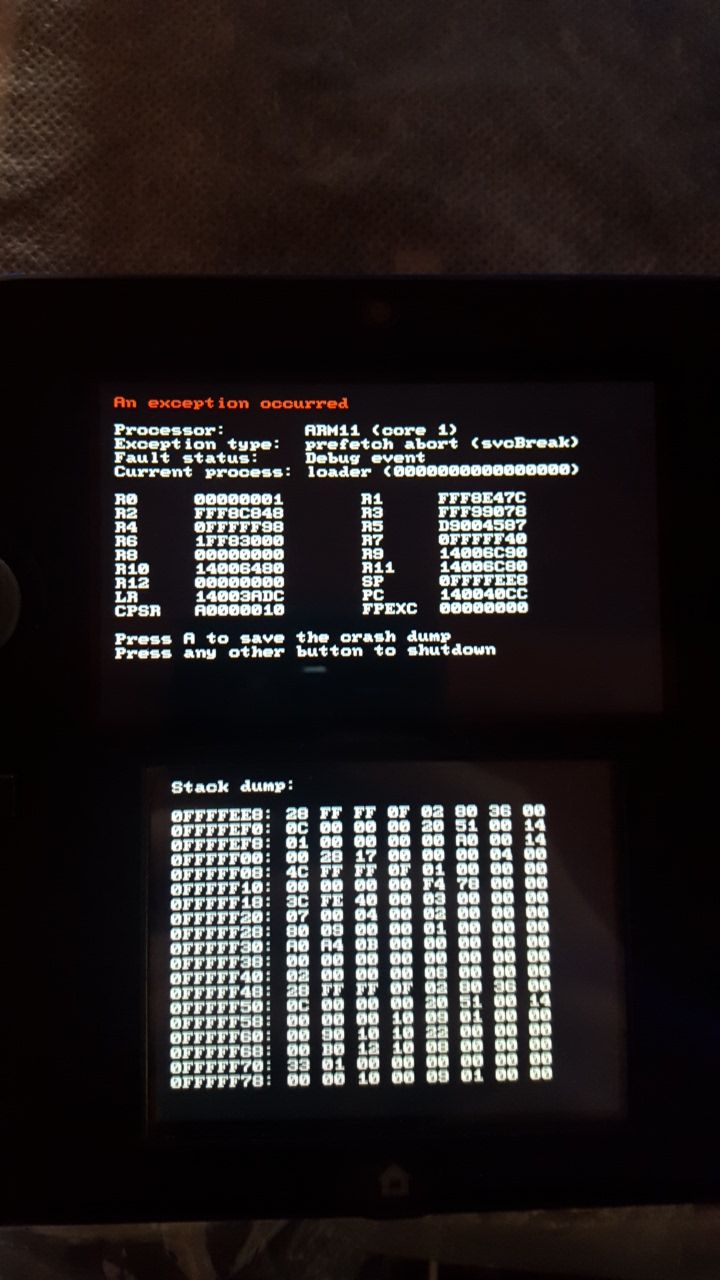 An exception occurred
Processor: ARM11 (core 1)
Exception type: prefetch abort (svcBreak)
Fault status: Debug event
Current process: loader (0000000000000000)
R0 00000001 R1 FFF8E47C
R2 FFF8C848 R3 FFF99078
R4 0FFFFF98 R5 D9004587
R6 1FF83000 R7 0FFFFF40
R8 00000000 R9 14006C90
R10 14006480 R11 14006C80
R12 00000000 SP 0FFFFEE8
LR 14003ADC PC 140040CC
CPSR A0000010 FPEXC 00000000
Press A to save the crash dump
Press any other button to shutdown
Stack dump:
0FFFFEE8: 28 FF FF 0F 02 80 36 00
0FFFFEF0: 0C 00 00 00 20 51 00 14
0FFFFEF8: 01 00 00 00 00 A0 00 14
0FFFFF00: 00 28 17 00 00 00 04 00
0FFFFF08: 4C FF FF 0F 01 00 00 00
0FFFFF10: 00 00 00 00 F4 78 00 00
0FFFFF18: 3C FE 40 00 03 00 00 00
0FFFFF20: 07 00 04 00 02 00 00 00
0FFFFF28: 80 09 00 00 01 00 00 00
0FFFFF30: A0 A4 0B 00 00 00 00 00
0FFFFF38: 00 00 00 00 00 00 00 00
0FFFFF40: 02 00 00 00 08 00 00 00
0FFFFF48: 28 FF FF 0F 02 80 36 00
0FFFFF50: 0C 00 00 00 20 51 00 14
0FFFFF58: 00 00 00 10 09 01 00 00
0FFFFF60: 00 90 10 10 22 00 00 00
0FFFFF68: 00 B0 12 10 08 00 00 00
0FFFFF70: 33 01 00 00 00 00 00 00
0FFFFF78: 00 00 10 00 09 01 00 00